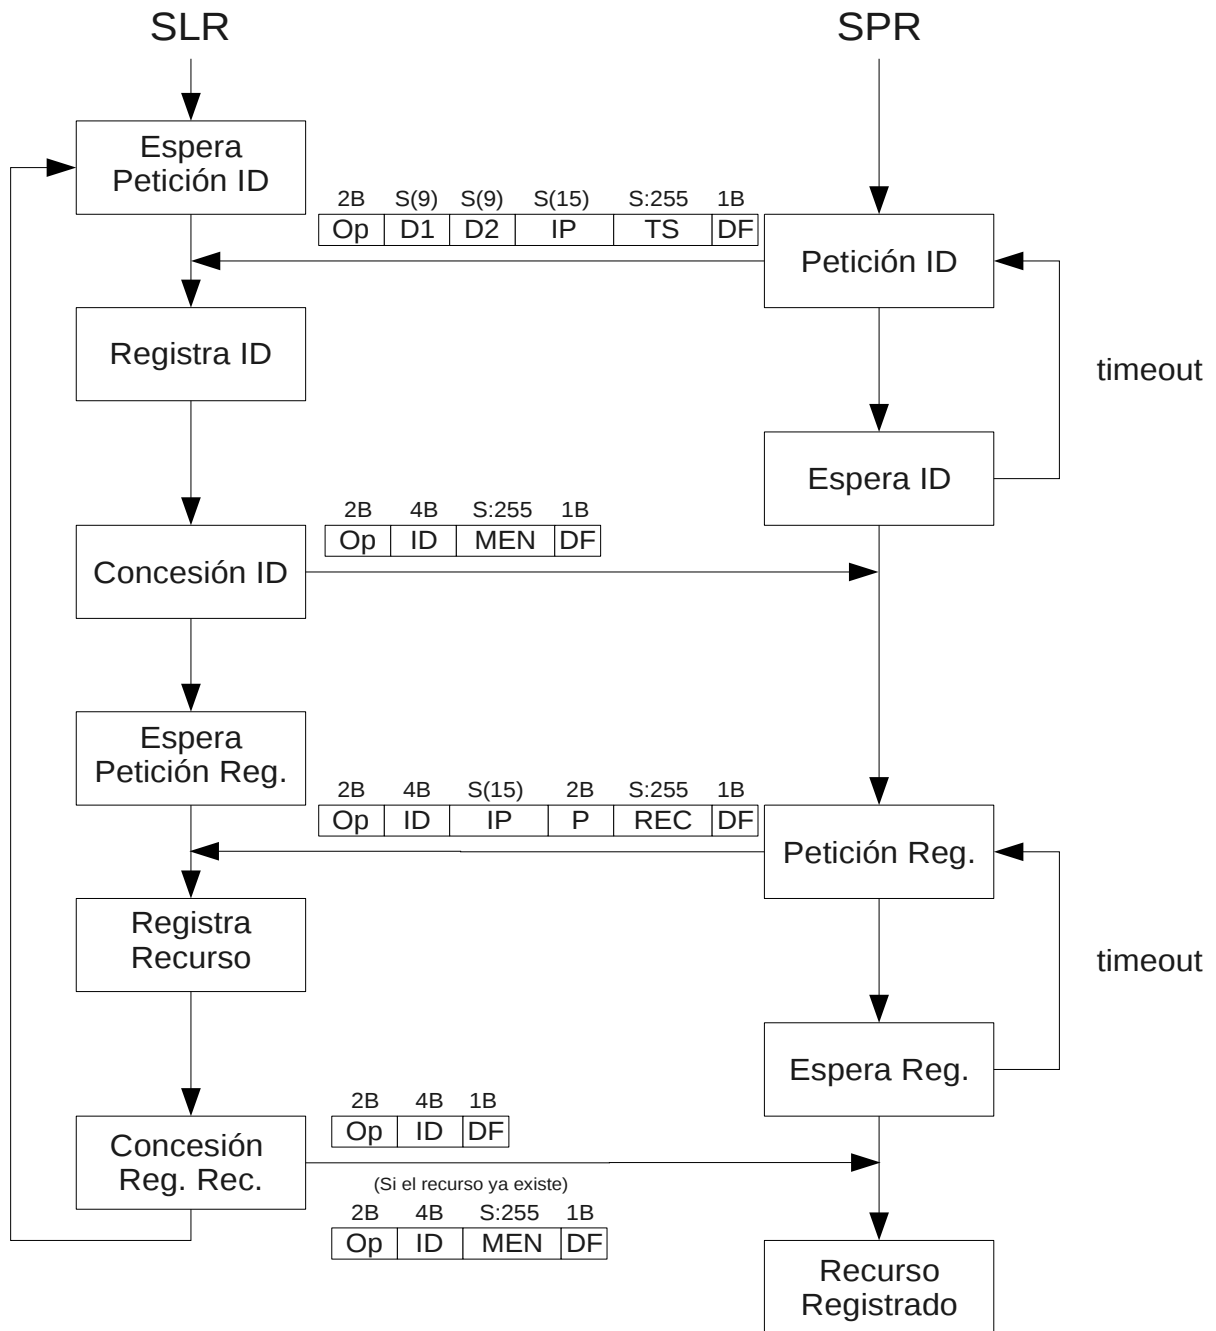 SLR SPR
Espera
Petición ID
2B S(9) S(9) S(15) S:255 1B
Op D1 D2 IP TS DF
Petición ID
Registra ID
timeout
Espera ID
2B 4B S:255 1B
Op ID MEN DF
Concesión ID
Espera
Petición Reg.
2B 4B S(15) 2B S:255 1B
Op ID IP P REC DF
Petición Reg.
Registra
Recurso
timeout
Espera Reg.
2B 4B 1B
Op ID DF
Concesión
Reg. Rec.
(Si el recurso ya existe)
2B 4B S:255 1B
Op ID MEN DF
Recurso
Registrado